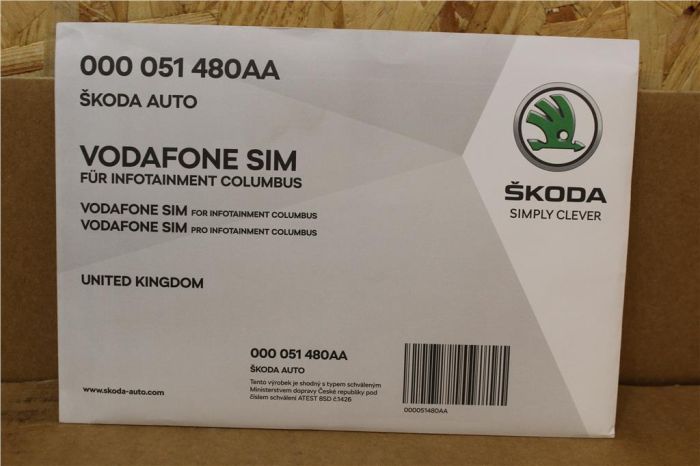 000 051 480AA
ŠKODA AUTO
VODAFONE SIM
FÜR INFOTAINMENT COLUMBUS
VODAFONE SIM FOR INFOTAINMENT COLUMBUS
VODAFONE SIM PRO INFOTAINMENT COLUMBUS
UNITED KINGDOM
ŠKODA
SIMPLY CLEVER
000 051 480AA
ŠKODA AUTO
Tento výrobek je shodný s typem schváleným
Ministerstvem dopravy České republiky pod
číslem schválení ATEST 8SD č.1426
000051480AA
www.skoda-auto.com